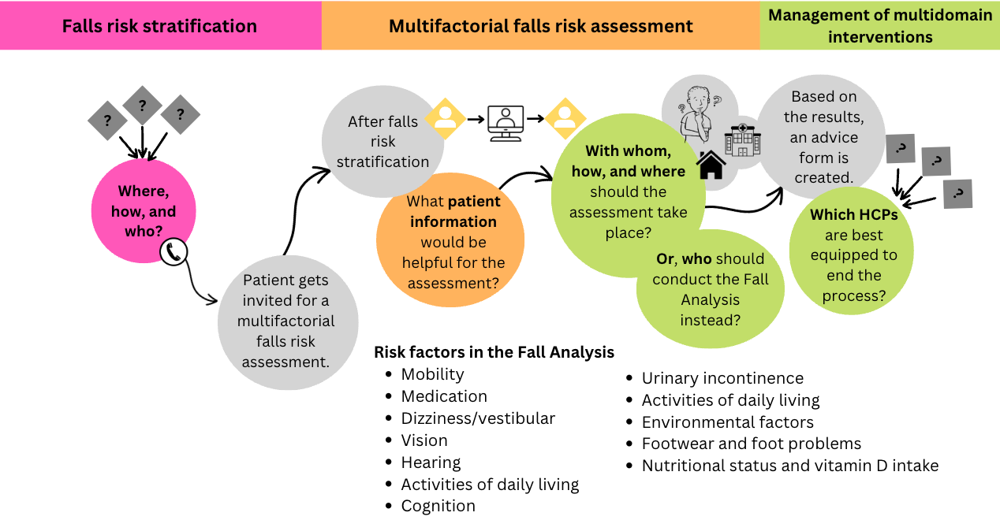 Falls risk stratification
Multifactorial falls risk assessment
Management of multidomain
interventions
?
?
?
Where,
how, and
who?
Patient gets
invited for a
multifactorial
falls risk
assessment.
After falls
risk
stratification
What patient
information
would be
helpful for the
assessment?
With whom,
how, and where
should the
assessment take
place?
Or, who should
conduct the Fall
Analysis
instead?
?
?
Based on
the results,
an advice
form is
created.
?
?
?
Which HCPs
are best
equipped to
end the
process?
Risk factors in the Fall Analysis
• Mobility
• Medication
• Dizziness/vestibular
• Vision
• Hearing
• Activities of daily living
• Cognition
• Urinary incontinence
• Activities of daily living
• Environmental factors
• Footwear and foot problems
• Nutritional status and vitamin D intake